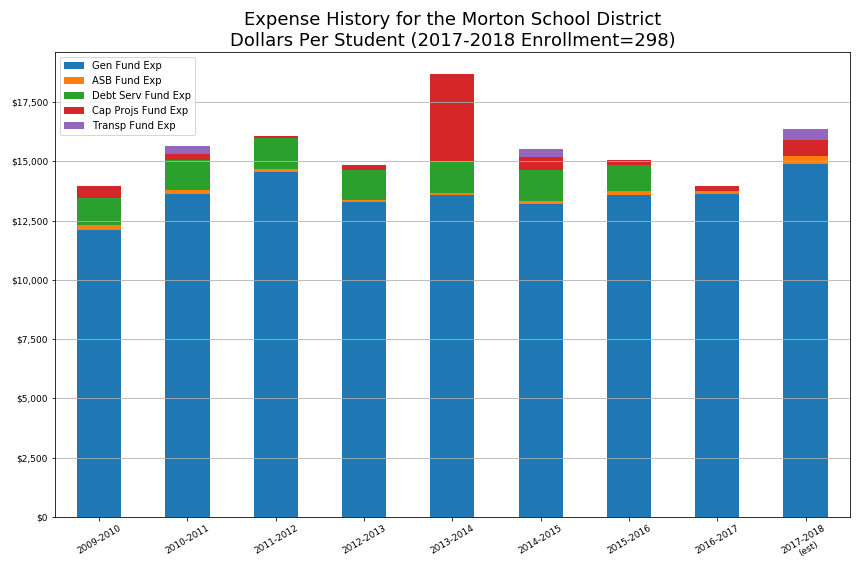 Expense History for the Morton School District
Dollars Per Student (2017-2018 Enrollment=298)
Gen Fund Exp
ASB Fund Exp
Debt Serv Fund Exp
Cap Projs Fund Exp
Transp Fund Exp
$17,500
$15,000
$12,500
$10,000
$7,500
$5,000
$2,500
$0
2009-2010
2010-2011
2011-2012
2012-2013
2013-2014
2014-2015
2015-2016
2016-2017
2017-2018
(est)